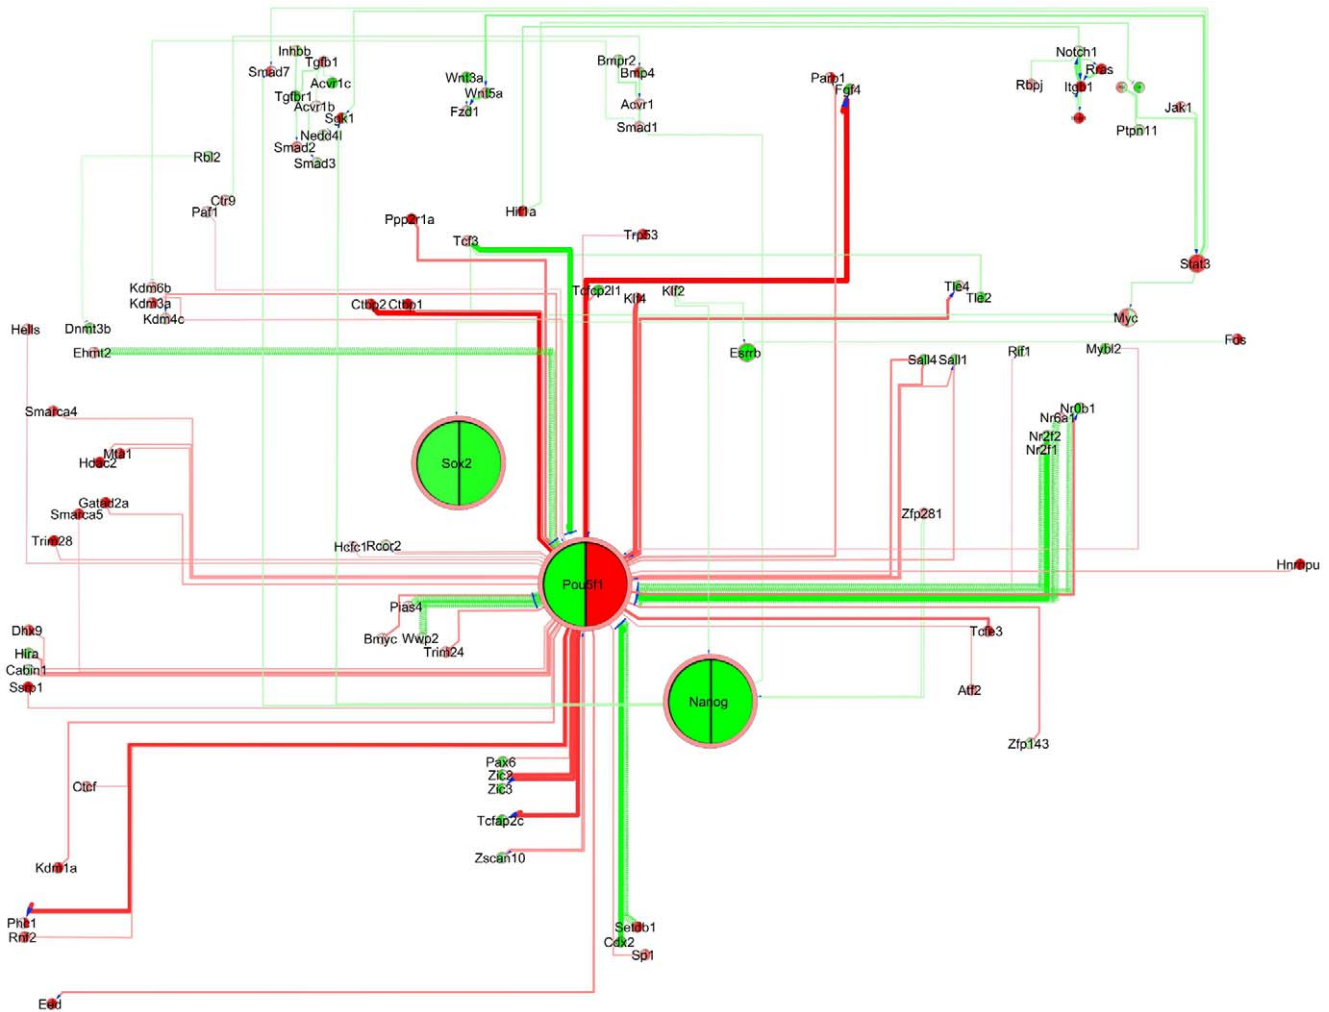 Inhbb
Tgfb1
Smad7
Acvr1c
Tgfbr1
Acvr1b
Sgk1
Nedd4l
Smad2
Smad3
Wnt3a
Wnt5a
Fzd1
Bmpr2
Bmp4
Acvr1
Smad1
Parp1
Fgf4
Notch1
Rras
Rbpj
Itgb1
Jak1
Ptpn11
Rbl2
Ctr9
Paf1
Ppp2r1a
Hif1a
Tcf3
Trp53
Stat3
Kdm6b
Kdm3a
Kdm4c
Ctbp2
Ctbp1
Tcfcp2l1
Klf4
Klf2
Tle4
Tle2
Myc
Hells
Dnmt3b
Ehmt2
Esrrb
Sall4
Sall1
Rif1
Mybl2
Fos
Smarca4
Nr0b1
Nr6a1
Nr2f2
Nr2f1
Mta1
Hdac2
Sox2
Gatad2a
Smarca5
Zfp281
Trim28
Hcfc1
Rcor2
Hnrnpu
Pou5f1
Pias4
Bmyc
Wwp2
Trim24
Dhx9
Hira
Cabin1
Ssrp1
Tcfe3
Atf2
Nanog
Zfp143
Pax6
Zic2
Zic3
Ctcf
Tcfap2c
Zscan10
Kdm1a
Phc1
Rnf2
Setdb1
Cdx2
Sp1
Eed